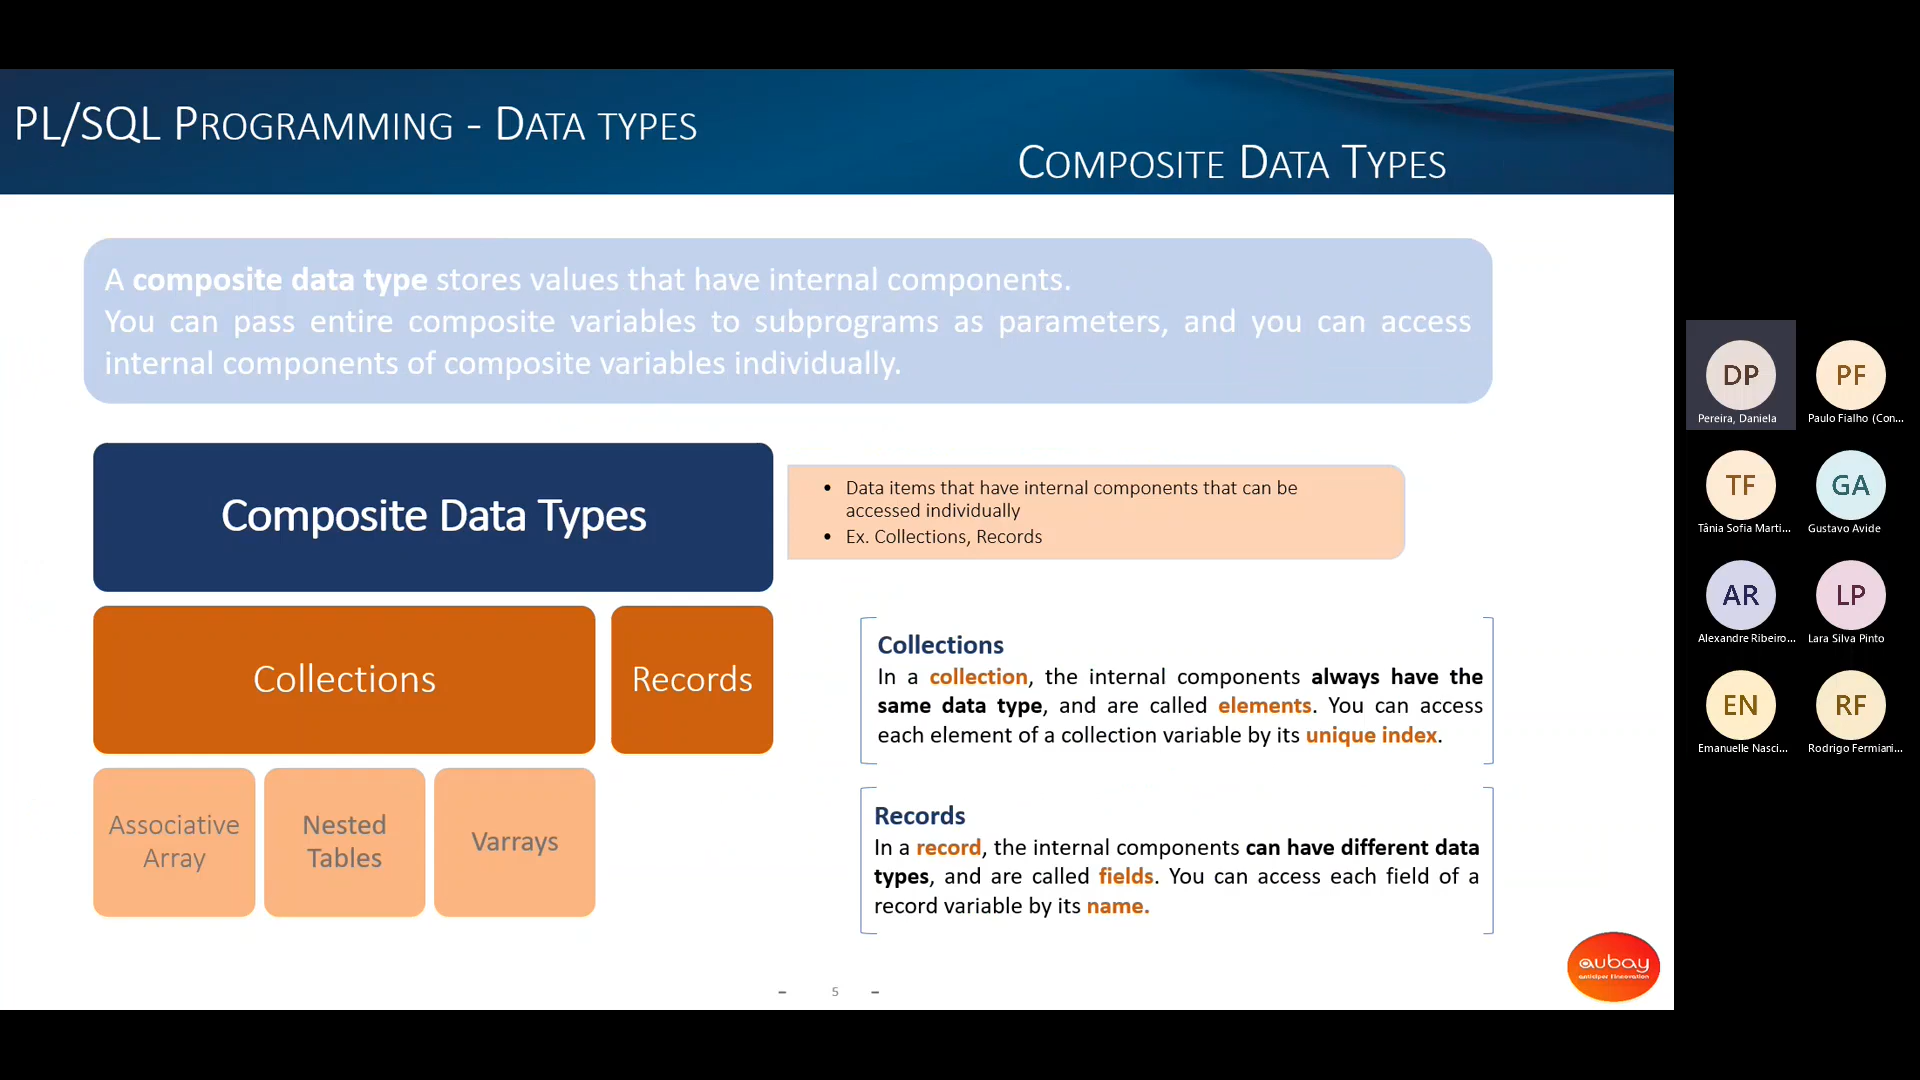 PL/SQL PROGRAMMING - DATA TYPES
COMPOSITE DATA TYPES
A composite data type stores values that have internal components.
You can pass entire composite variables to subprograms as parameters, and you can access
internal components of composite variables individually.
Composite Data Types
• Data items that have internal components that can be
accessed individually
• Ex. Collections, Records
Collections
Records
Associative
Array
Nested
Tables
Varrays
Collections
In a collection, the internal components always have the
same data type, and are called elements. You can access
each element of a collection variable by its unique index.
Records
In a record, the internal components can have different data
types, and are called fields. You can access each field of a
record variable by its name.
– 5 –
aubay
anticiper l'innovation
DP
Pereira, Daniela
PF
Paulo Fialho (Con...
TF
Tânia Sofia Marti...
GA
Gustavo Avide
AR
Alexandre Ribeiro...
LP
Lara Silva Pinto
EN
Emanuelle Nasci...
RF
Rodrigo Fermiani...